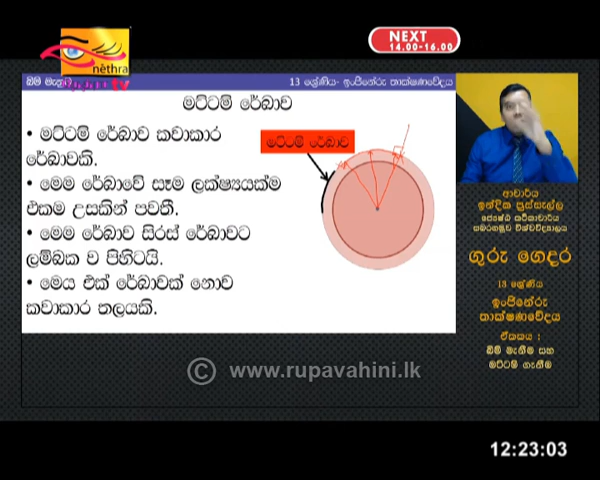 NEXT
14.00-16.00
nēthra
TV
බිම් මැනුම
13 ශ්‍රේණිය- ඉංජිනේරු තාක්ෂණවේදය
මට්ටම් රේඛාව
• මට්ටම් රේඛාව කවාකාර
රේඛාවකි.
• මෙම රේඛාවේ සෑම ලක්ෂ්‍යයක්ම
එකම උසකින් පවතී.
• මෙම රේඛාව සිරස් රේඛාවට
ලම්බක ව පිහිටයි.
• මෙය එක් රේඛාවක් නොව
කවාකාර තලයකි.
මට්ටම් රේඛාව
ආචාර්ය
ඉන්දික පුස්සැල්ල
ජ්‍යෙෂ්ඨ කථිකාචාර්ය
සබරගමුව විශ්වවිද්‍යාලය
ගුරු ගෙදර
13 ශ්‍රේණිය
ඉංජිනේරු
තාක්ෂණවේදය
ඒකකය :
බිම් මැනීම සහ
මට්ටම් ගැනීම
© www.rupavahini.lk
12:23:03